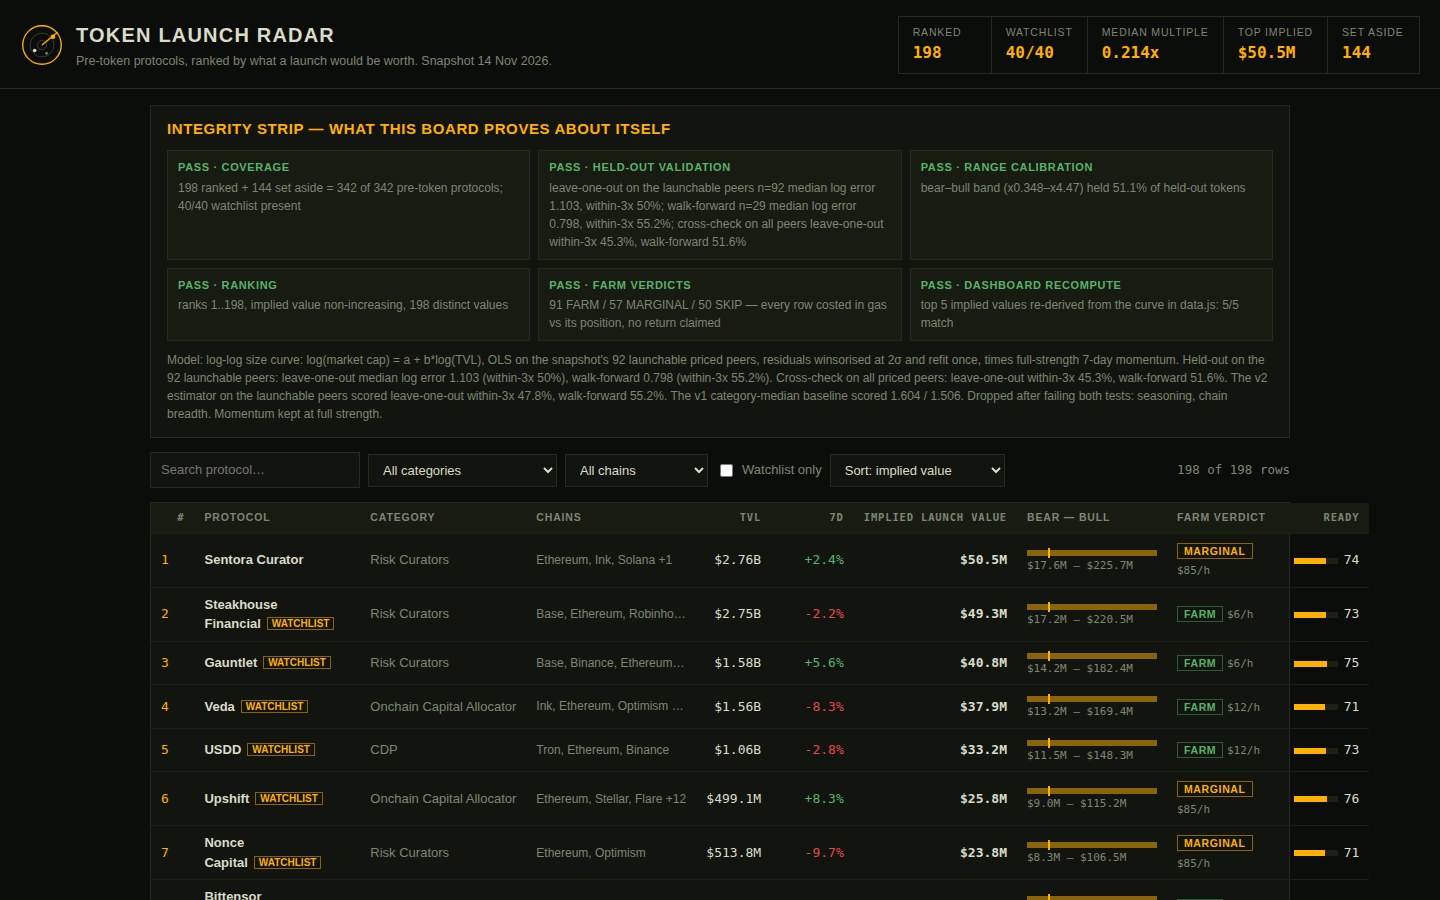 TOKEN LAUNCH RADAR
Pre-token protocols, ranked by what a launch would be worth. Snapshot 14 Nov 2026.
RANKED
198
WATCHLIST
40/40
MEDIAN MULTIPLE
0.214x
TOP IMPLIED
$50.5M
SET ASIDE
144
INTEGRITY STRIP — WHAT THIS BOARD PROVES ABOUT ITSELF
PASS · COVERAGE
198 ranked + 144 set aside = 342 of 342 pre-token protocols;
40/40 watchlist present
PASS · HELD-OUT VALIDATION
leave-one-out on the launchable peers n=92 median log error
1.103, within-3x 50%; walk-forward n=29 median log error
0.798, within-3x 55.2%; cross-check on all peers leave-one-out
within-3x 45.3%, walk-forward 51.6%
PASS · RANGE CALIBRATION
bear–bull band (x0.348–x4.47) held 51.1% of held-out tokens
PASS · RANKING
ranks 1..198, implied value non-increasing, 198 distinct values
PASS · FARM VERDICTS
91 FARM / 57 MARGINAL / 50 SKIP — every row costed in gas
vs its position, no return claimed
PASS · DASHBOARD RECOMPUTE
top 5 implied values re-derived from the curve in data.js: 5/5
match
Model: log-log size curve: log(market cap) = a + b*log(TVL), OLS on the snapshot's 92 launchable priced peers, residuals winsorised at 2σ and refit once, times full-strength 7-day momentum. Held-out on the
92 launchable peers: leave-one-out median log error 1.103 (within-3x 50%), walk-forward 0.798 (within-3x 55.2%). Cross-check on all priced peers: leave-one-out within-3x 45.3%, walk-forward 51.6%. The v2
estimator on the launchable peers scored leave-one-out within-3x 47.8%, walk-forward 55.2%. The v1 category-median baseline scored 1.604 / 1.506. Dropped after failing both tests: seasoning, chain
breadth. Momentum kept at full strength.
Search protocol…
All categories
All chains
Watchlist only
Sort: implied value
198 of 198 rows
# PROTOCOL CATEGORY CHAINS TVL 7D IMPLIED LAUNCH VALUE BEAR — BULL FARM VERDICT READY
1 Sentora Curator Risk Curators Ethereum, Ink, Solana +1 $2.76B +2.4% $50.5M $17.6M — $225.7M MARGINAL $85/h 74
2 Steakhouse Financial WATCHLIST Risk Curators Base, Ethereum, Robinho… $2.75B -2.2% $49.3M $17.2M — $220.5M FARM $6/h 73
3 Gauntlet WATCHLIST Risk Curators Base, Binance, Ethereum… $1.58B +5.6% $40.8M $14.2M — $182.4M FARM $6/h 75
4 Veda WATCHLIST Onchain Capital Allocator Ink, Ethereum, Optimism … $1.56B -8.3% $37.9M $13.2M — $169.4M FARM $12/h 71
5 USDD WATCHLIST CDP Tron, Ethereum, Binance $1.06B -2.8% $33.2M $11.5M — $148.3M FARM $12/h 73
6 Upshift WATCHLIST Onchain Capital Allocator Ethereum, Stellar, Flare +12 $499.1M +8.3% $25.8M $9.0M — $115.2M MARGINAL $85/h 76
7 Nonce Capital WATCHLIST Risk Curators Ethereum, Optimism $513.8M -9.7% $23.8M $8.3M — $106.5M MARGINAL $85/h 71
Bittensor